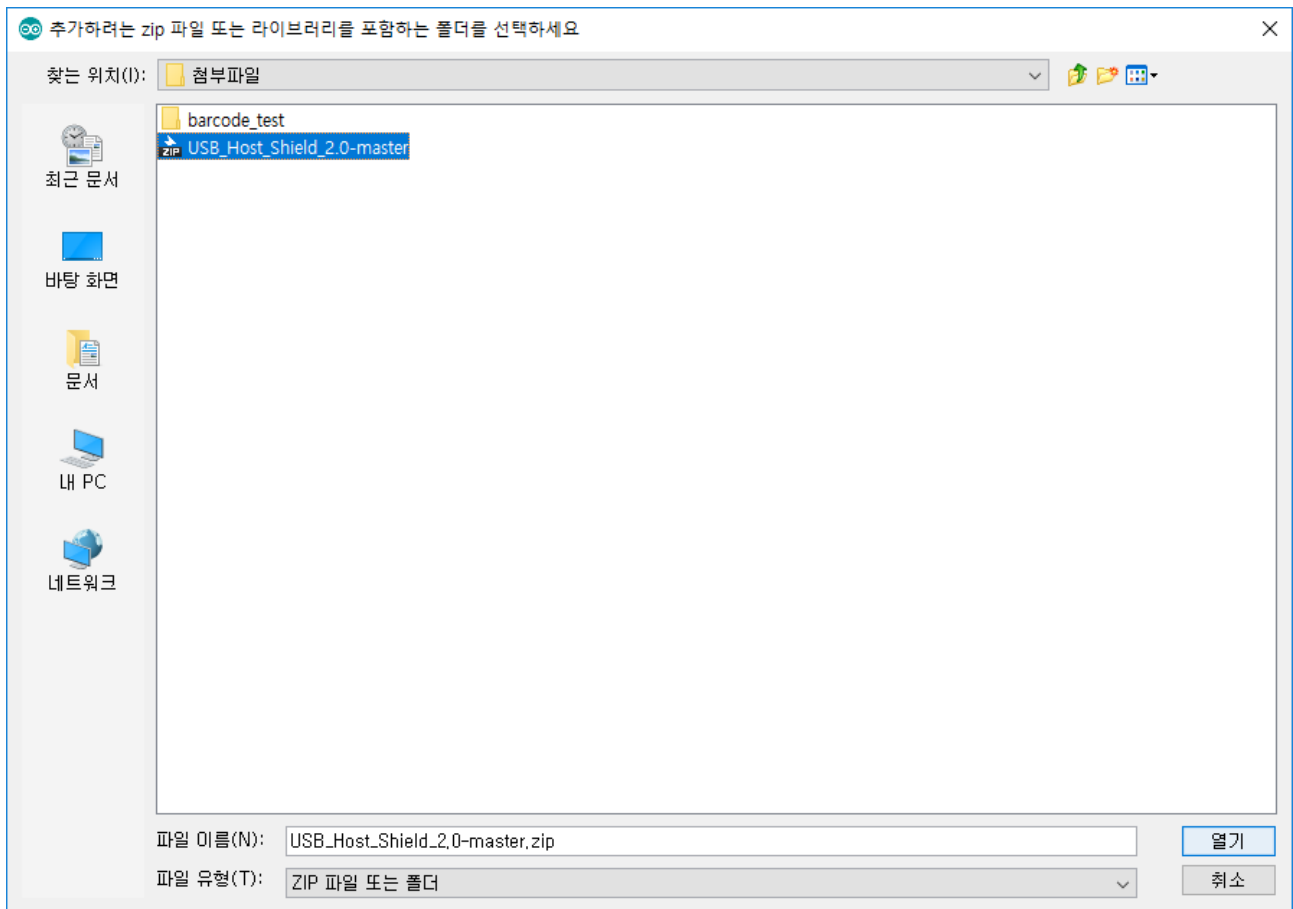 추가하려는 zip 파일 또는 라이브러리를 포함하는 폴더를 선택하세요
찾는 위치(I): 첨부파일
barcode_test
ZIP USB_Host_Shield_2.0-master
최근 문서
바탕 화면
문서
내 PC
네트워크
파일 이름(N): USB_Host_Shield_2.0-master.zip 열기
파일 유형(T): ZIP 파일 또는 폴더 취소